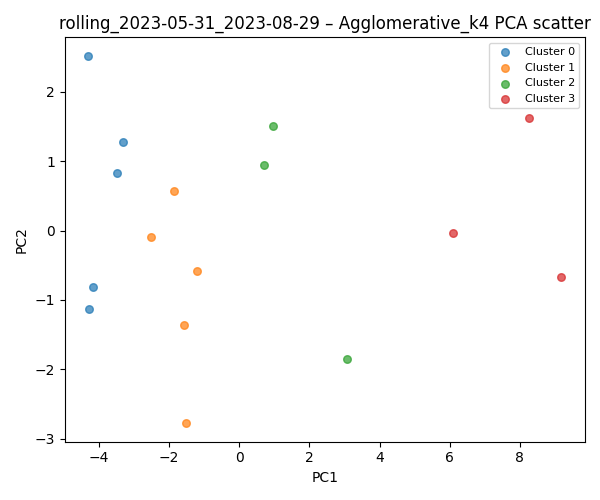 rolling_2023-05-31_2023-08-29 – Agglomerative_k4 PCA scatter
Cluster 0
Cluster 1
Cluster 2
Cluster 3
2
1
0
−1
−2
−3
PC2
−4
−2
0
2
4
6
8
PC1